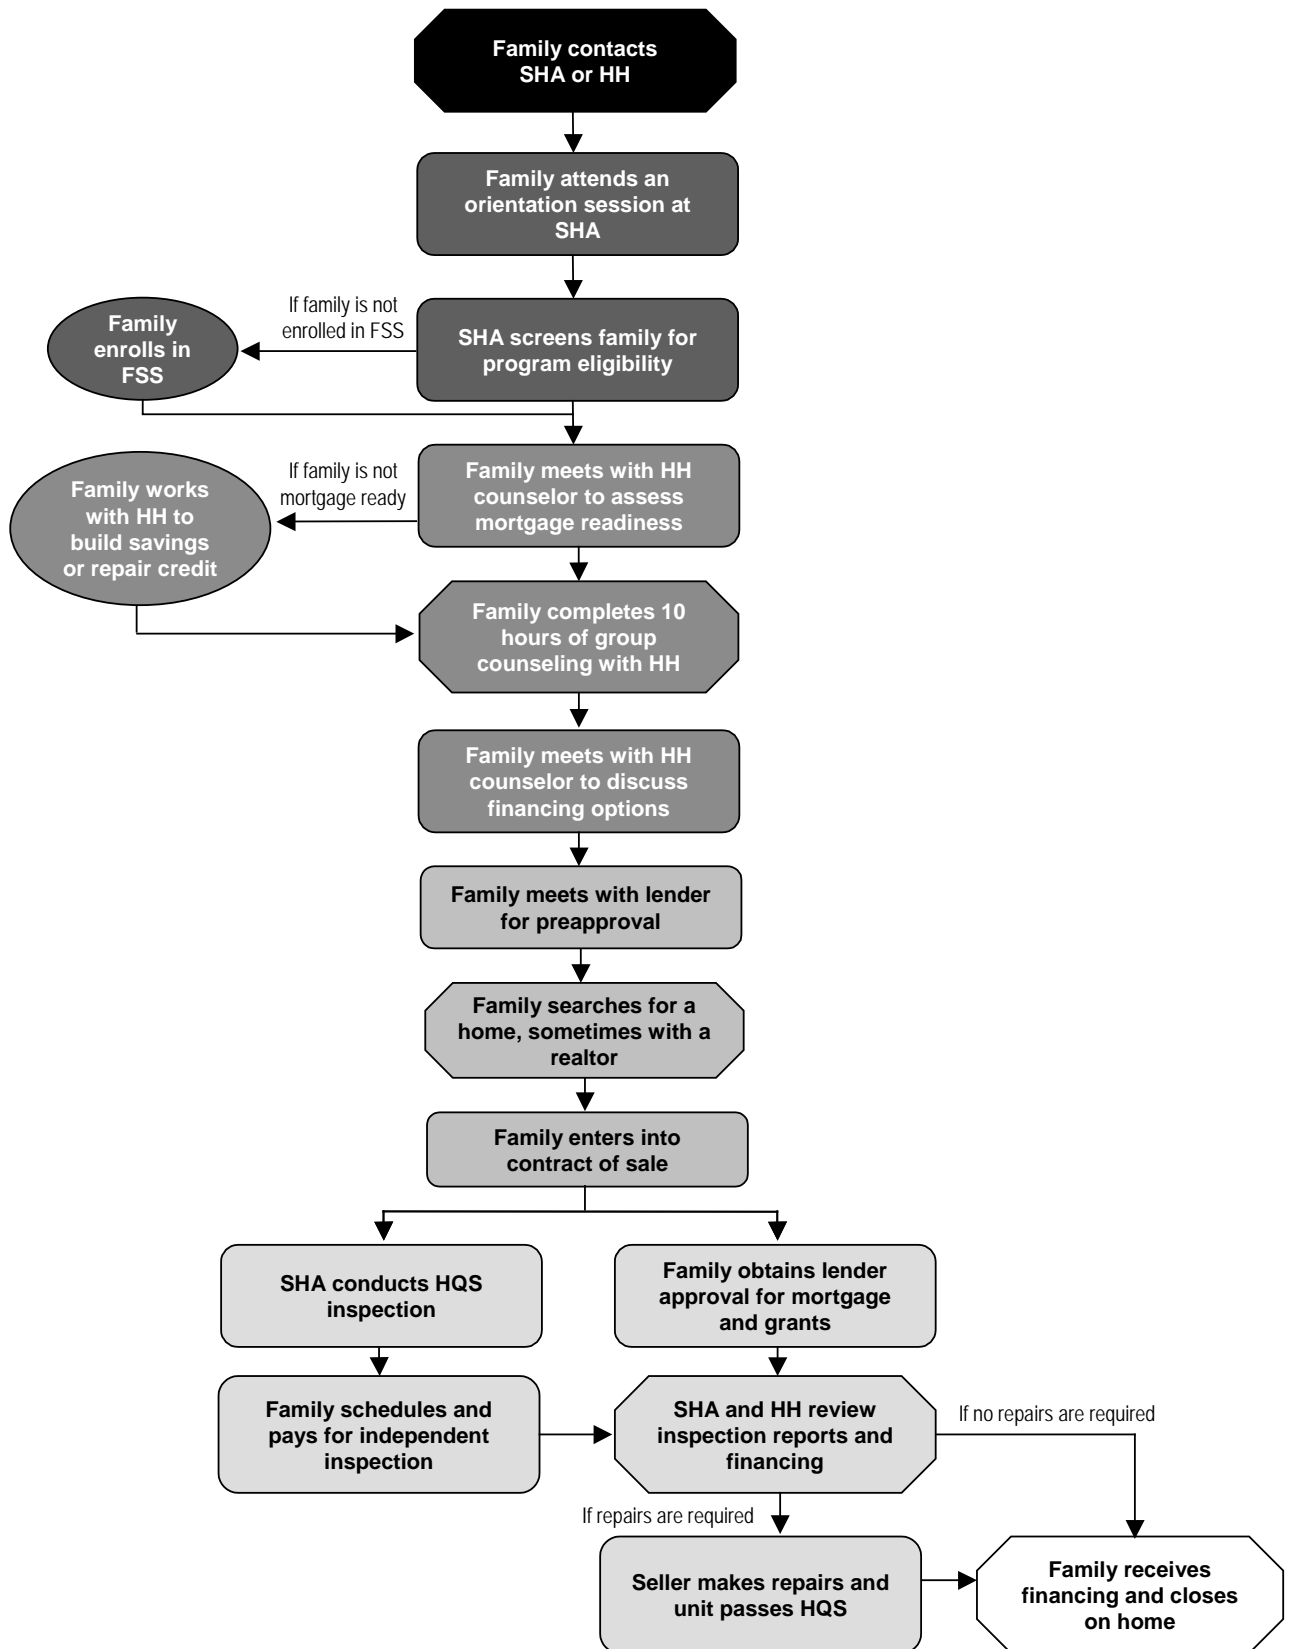 Family contacts
SHA or HH
Family attends an
orientation session at
SHA
If family is not
enrolled in FSS
Family
enrolls in
FSS
SHA screens family for
program eligibility
If family is not
mortgage ready
Family works
with HH to
build savings
or repair credit
Family meets with HH
counselor to assess
mortgage readiness
Family completes 10
hours of group
counseling with HH
Family meets with HH
counselor to discuss
financing options
Family meets with lender
for preapproval
Family searches for a
home, sometimes with a
realtor
Family enters into
contract of sale
SHA conducts HQS
inspection
Family obtains lender
approval for mortgage
and grants
Family schedules and
pays for independent
inspection
SHA and HH review
inspection reports and
financing
If no repairs are required
If repairs are required
Seller makes repairs and
unit passes HQS
Family receives
financing and closes
on home